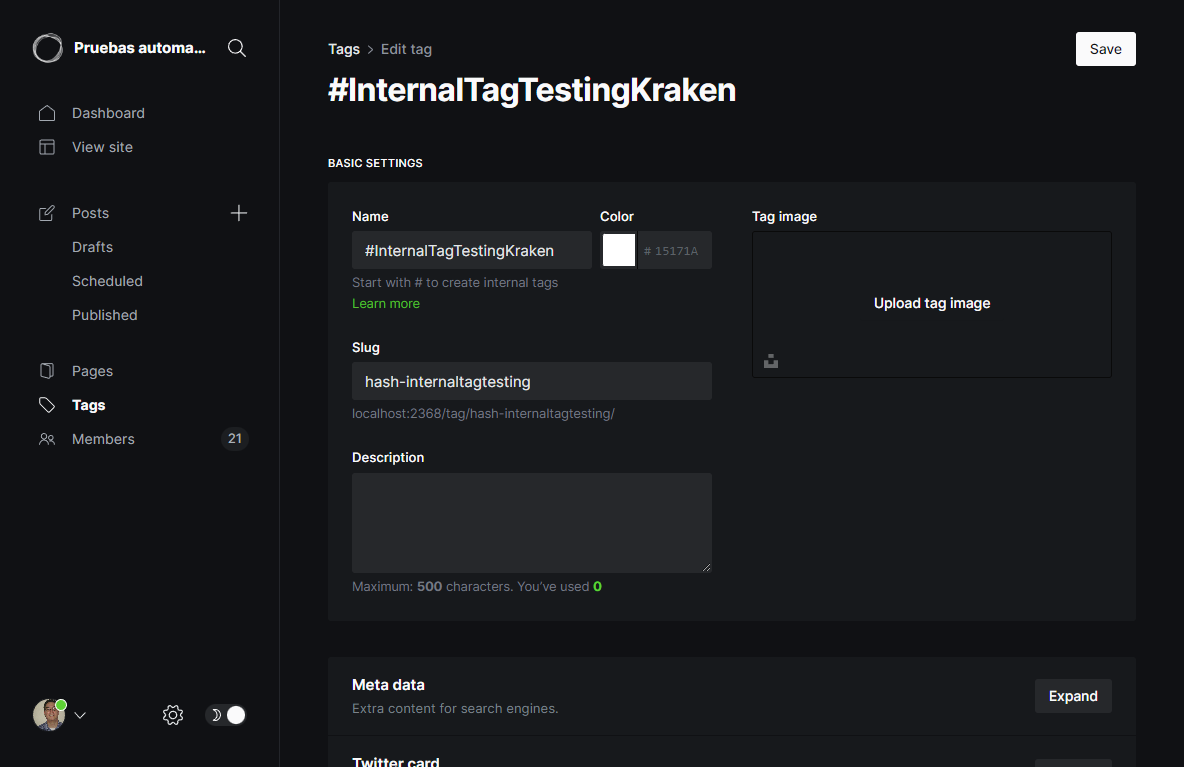 Pruebas automa...
Dashboard
View site
Posts
Drafts
Scheduled
Published
Pages
Tags
Members 21
Tags > Edit tag
Save
#InternalTagTestingKraken
BASIC SETTINGS
Name
#InternalTagTestingKraken
Start with # to create internal tags
Learn more
Color
# 15171A
Slug
hash-internaltagtesting
localhost:2368/tag/hash-internaltagtesting/
Description
Maximum: 500 characters. You’ve used 0
Tag image
Upload tag image
Meta data
Extra content for search engines.
Expand
Twitter card